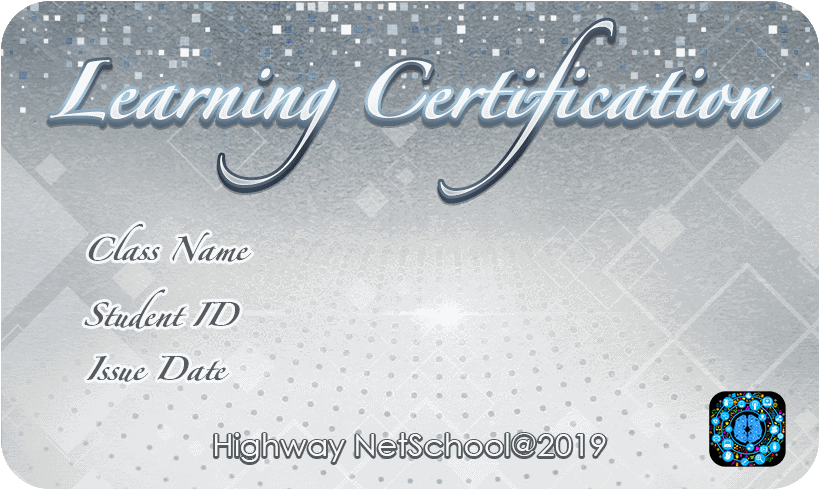 Learning Certification
Class Name
Student ID
Issue Date
Highway NetSchool@2019